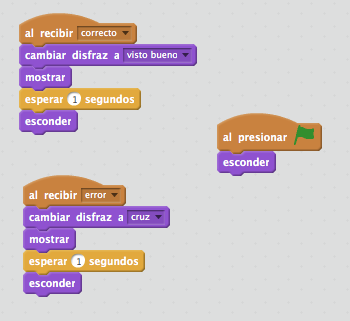 al recibir correcto
cambiar disfraz a visto bueno
mostrar
esperar 1 segundos
esconder
al presionar
esconder
al recibir error
cambiar disfraz a cruz
mostrar
esperar 1 segundos
esconder